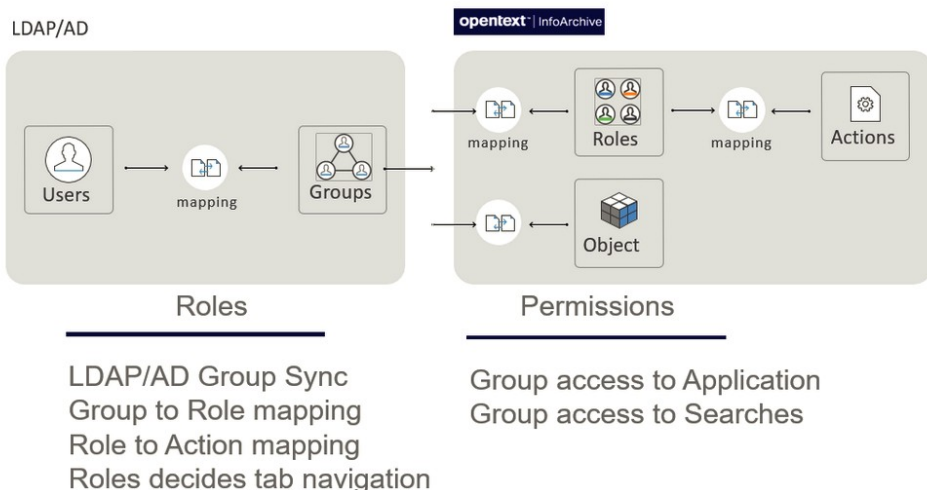 LDAP/AD
opentext™ | InfoArchive
Users
mapping
Groups
mapping
Roles
mapping
Actions
Object
Roles
LDAP/AD Group Sync
Group to Role mapping
Role to Action mapping
Roles decides tab navigation
Permissions
Group access to Application
Group access to Searches